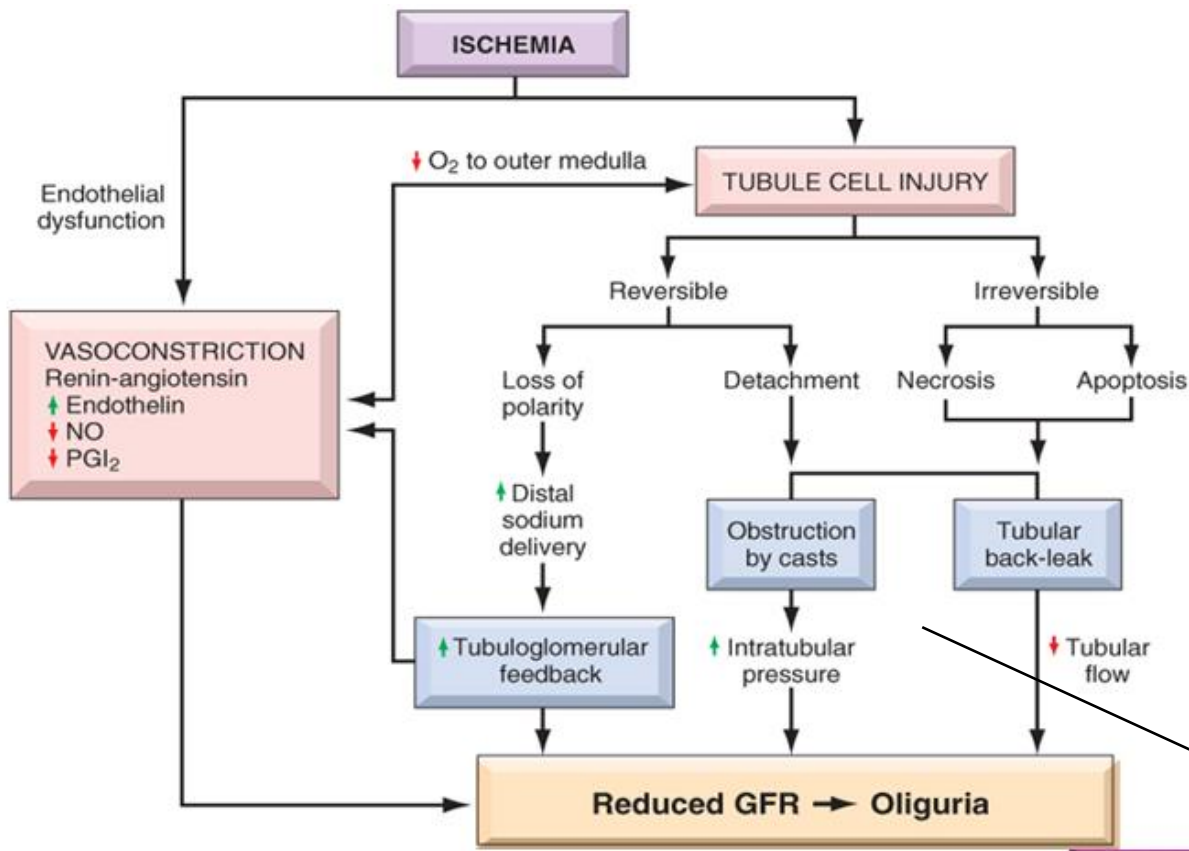 ISCHEMIA
↓ O₂ to outer medulla
TUBULE CELL INJURY
Endothelial
dysfunction
Reversible
Irreversible
VASOCONSTRICTION
Renin-angiotensin
↑ Endothelin
↓ NO
↓ PGI₂
Loss of
polarity
Detachment
Necrosis
Apoptosis
↑ Distal
sodium
delivery
Obstruction
by casts
Tubular
back-leak
↑ Tubuloglomerular
feedback
↑ Intratubular
pressure
↓ Tubular
flow
Reduced GFR → Oliguria